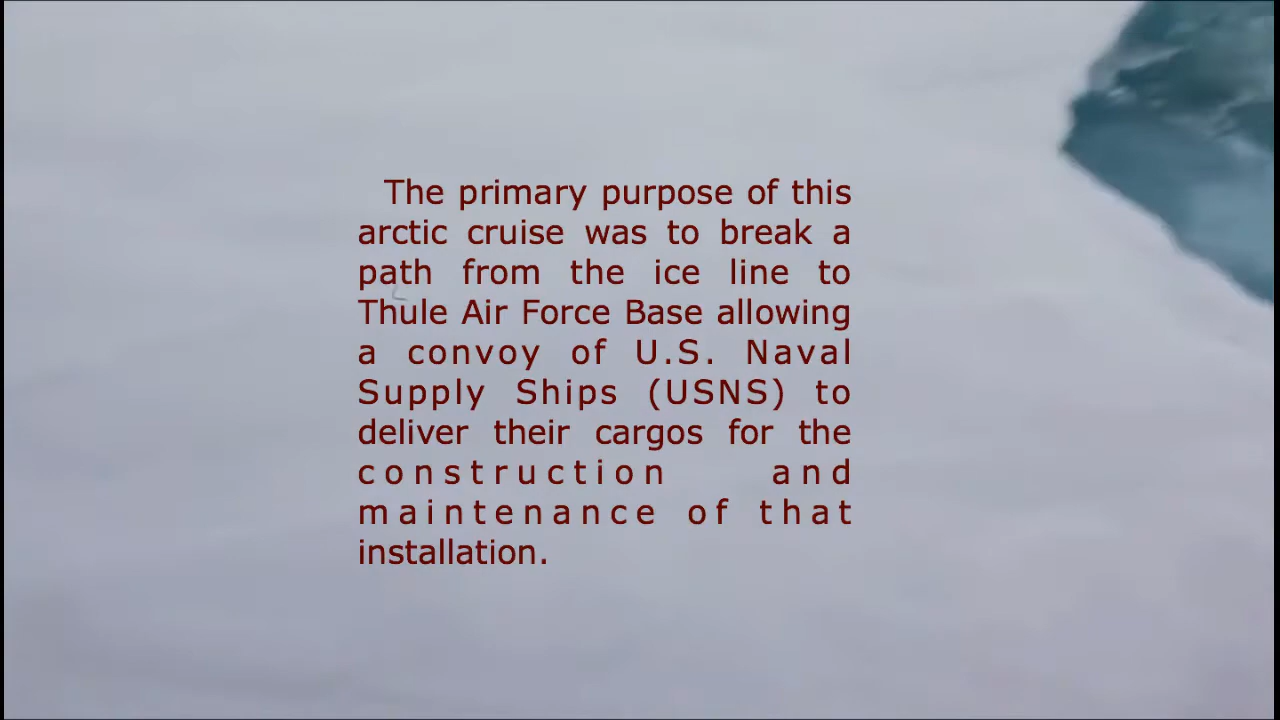 The primary purpose of this
arctic cruise was to break a
path from the ice line to
Thule Air Force Base allowing
a convoy of U.S. Naval
Supply Ships (USNS) to
deliver their cargos for the
construction and
maintenance of that
installation.